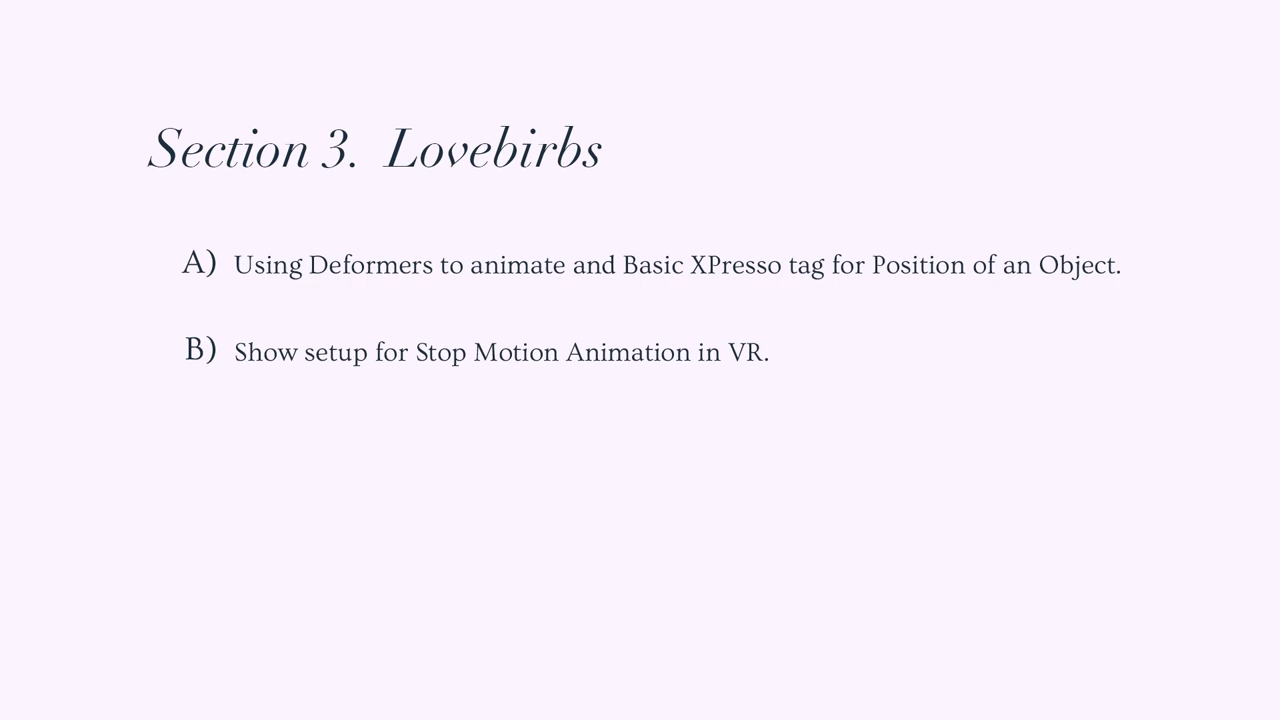 Section 3. Lovebirbs
A) Using Deformers to animate and Basic XPresso tag for Position of an Object.
B) Show setup for Stop Motion Animation in VR.